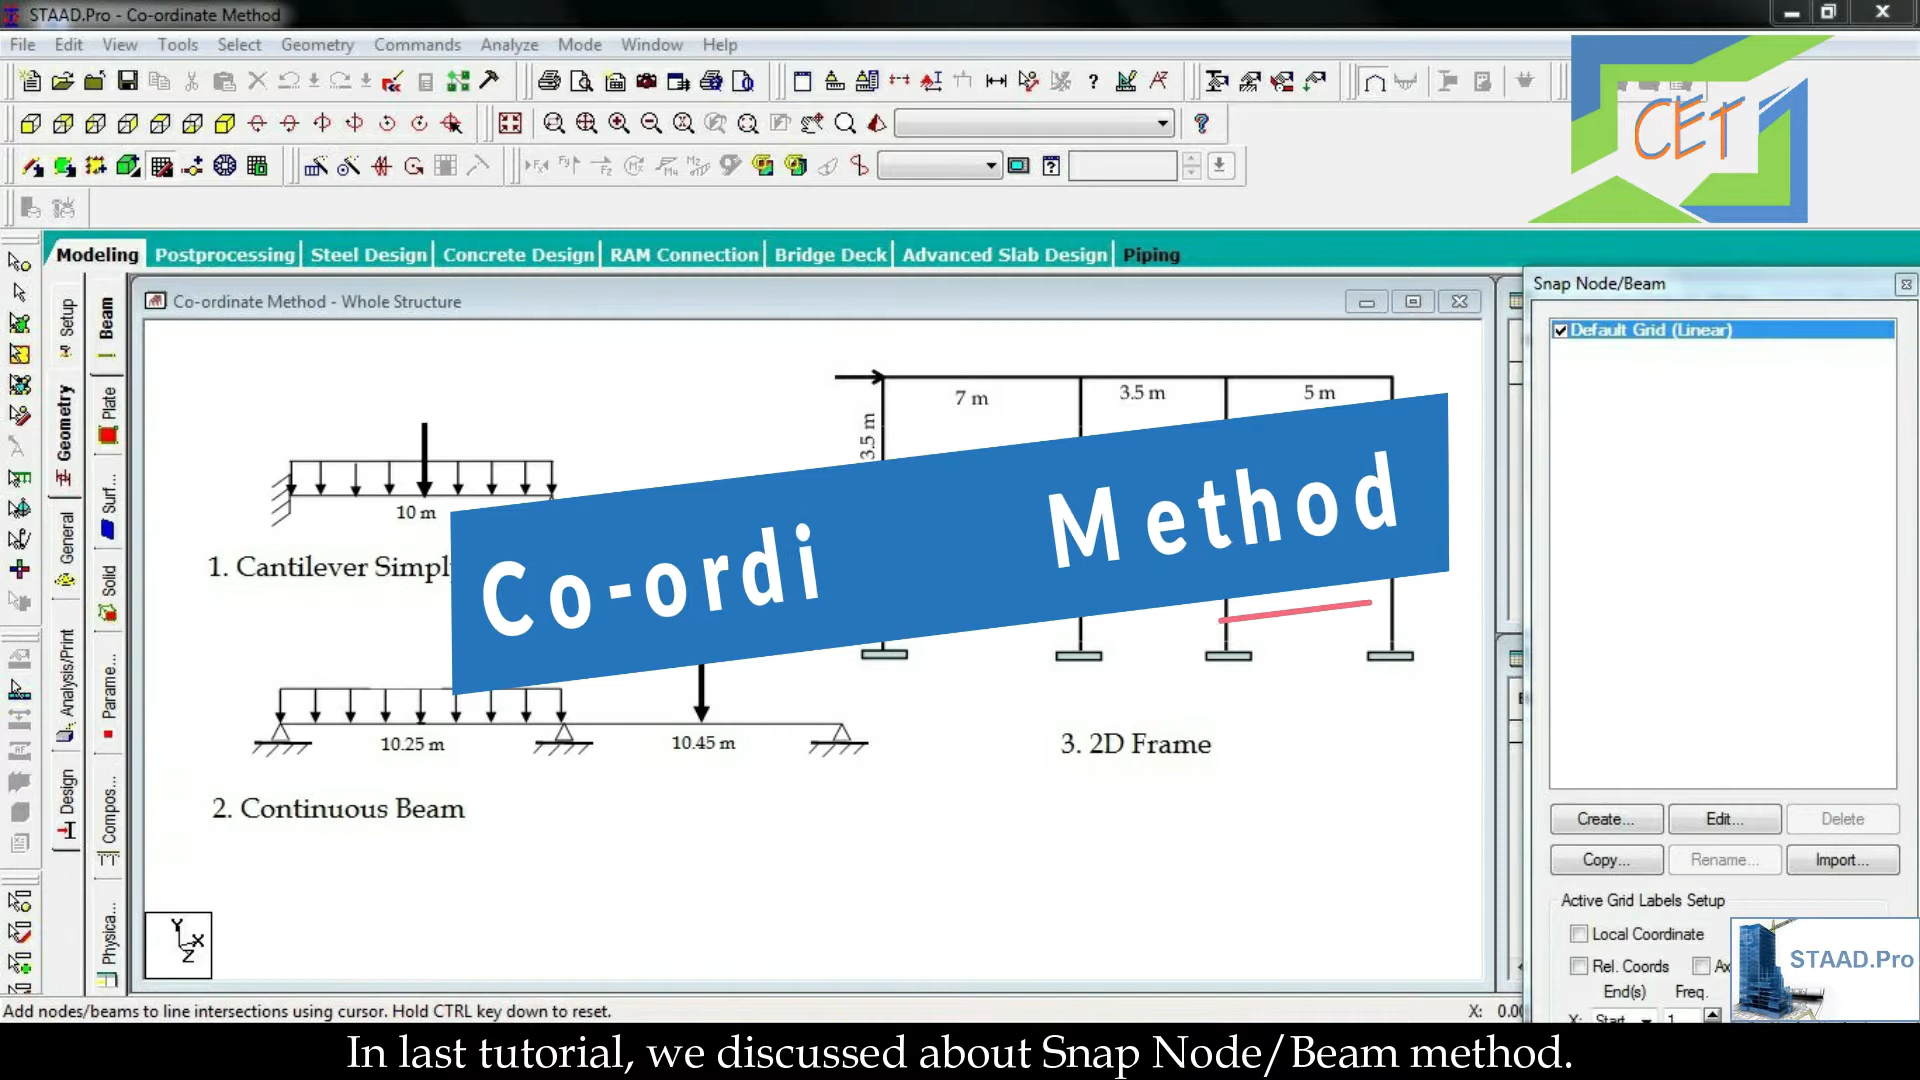 STAAD.Pro - Co-ordinate Method
File Edit View Tools Select Geometry Commands Analyze Mode Window Help
CET
Modeling Postprocessing Steel Design Concrete Design RAM Connection Bridge Deck Advanced Slab Design Piping
Setup
Geometry
General
Analysis/Print
Design
Beam
Plate
Surf...
Solid
Parame...
Compos...
Physica...
Co-ordinate Method - Whole Structure
7 m
3.5 m
5 m
3.5 m
10 m
1. Cantilever Simpl
Co-ordi Method
10.25 m
10.45 m
2. Continuous Beam
3. 2D Frame
Y
X
Z
Snap Node/Beam
Default Grid (Linear)
Create... Edit... Delete
Copy... Rename... Import...
Active Grid Labels Setup
Local Coordinate
Rel. Coords Ax
End(s) Freq.
X: Start 1
STAAD.Pro
Add nodes/beams to line intersections using cursor. Hold CTRL key down to reset.
X: 0.00
In last tutorial, we discussed about Snap Node/Beam method.